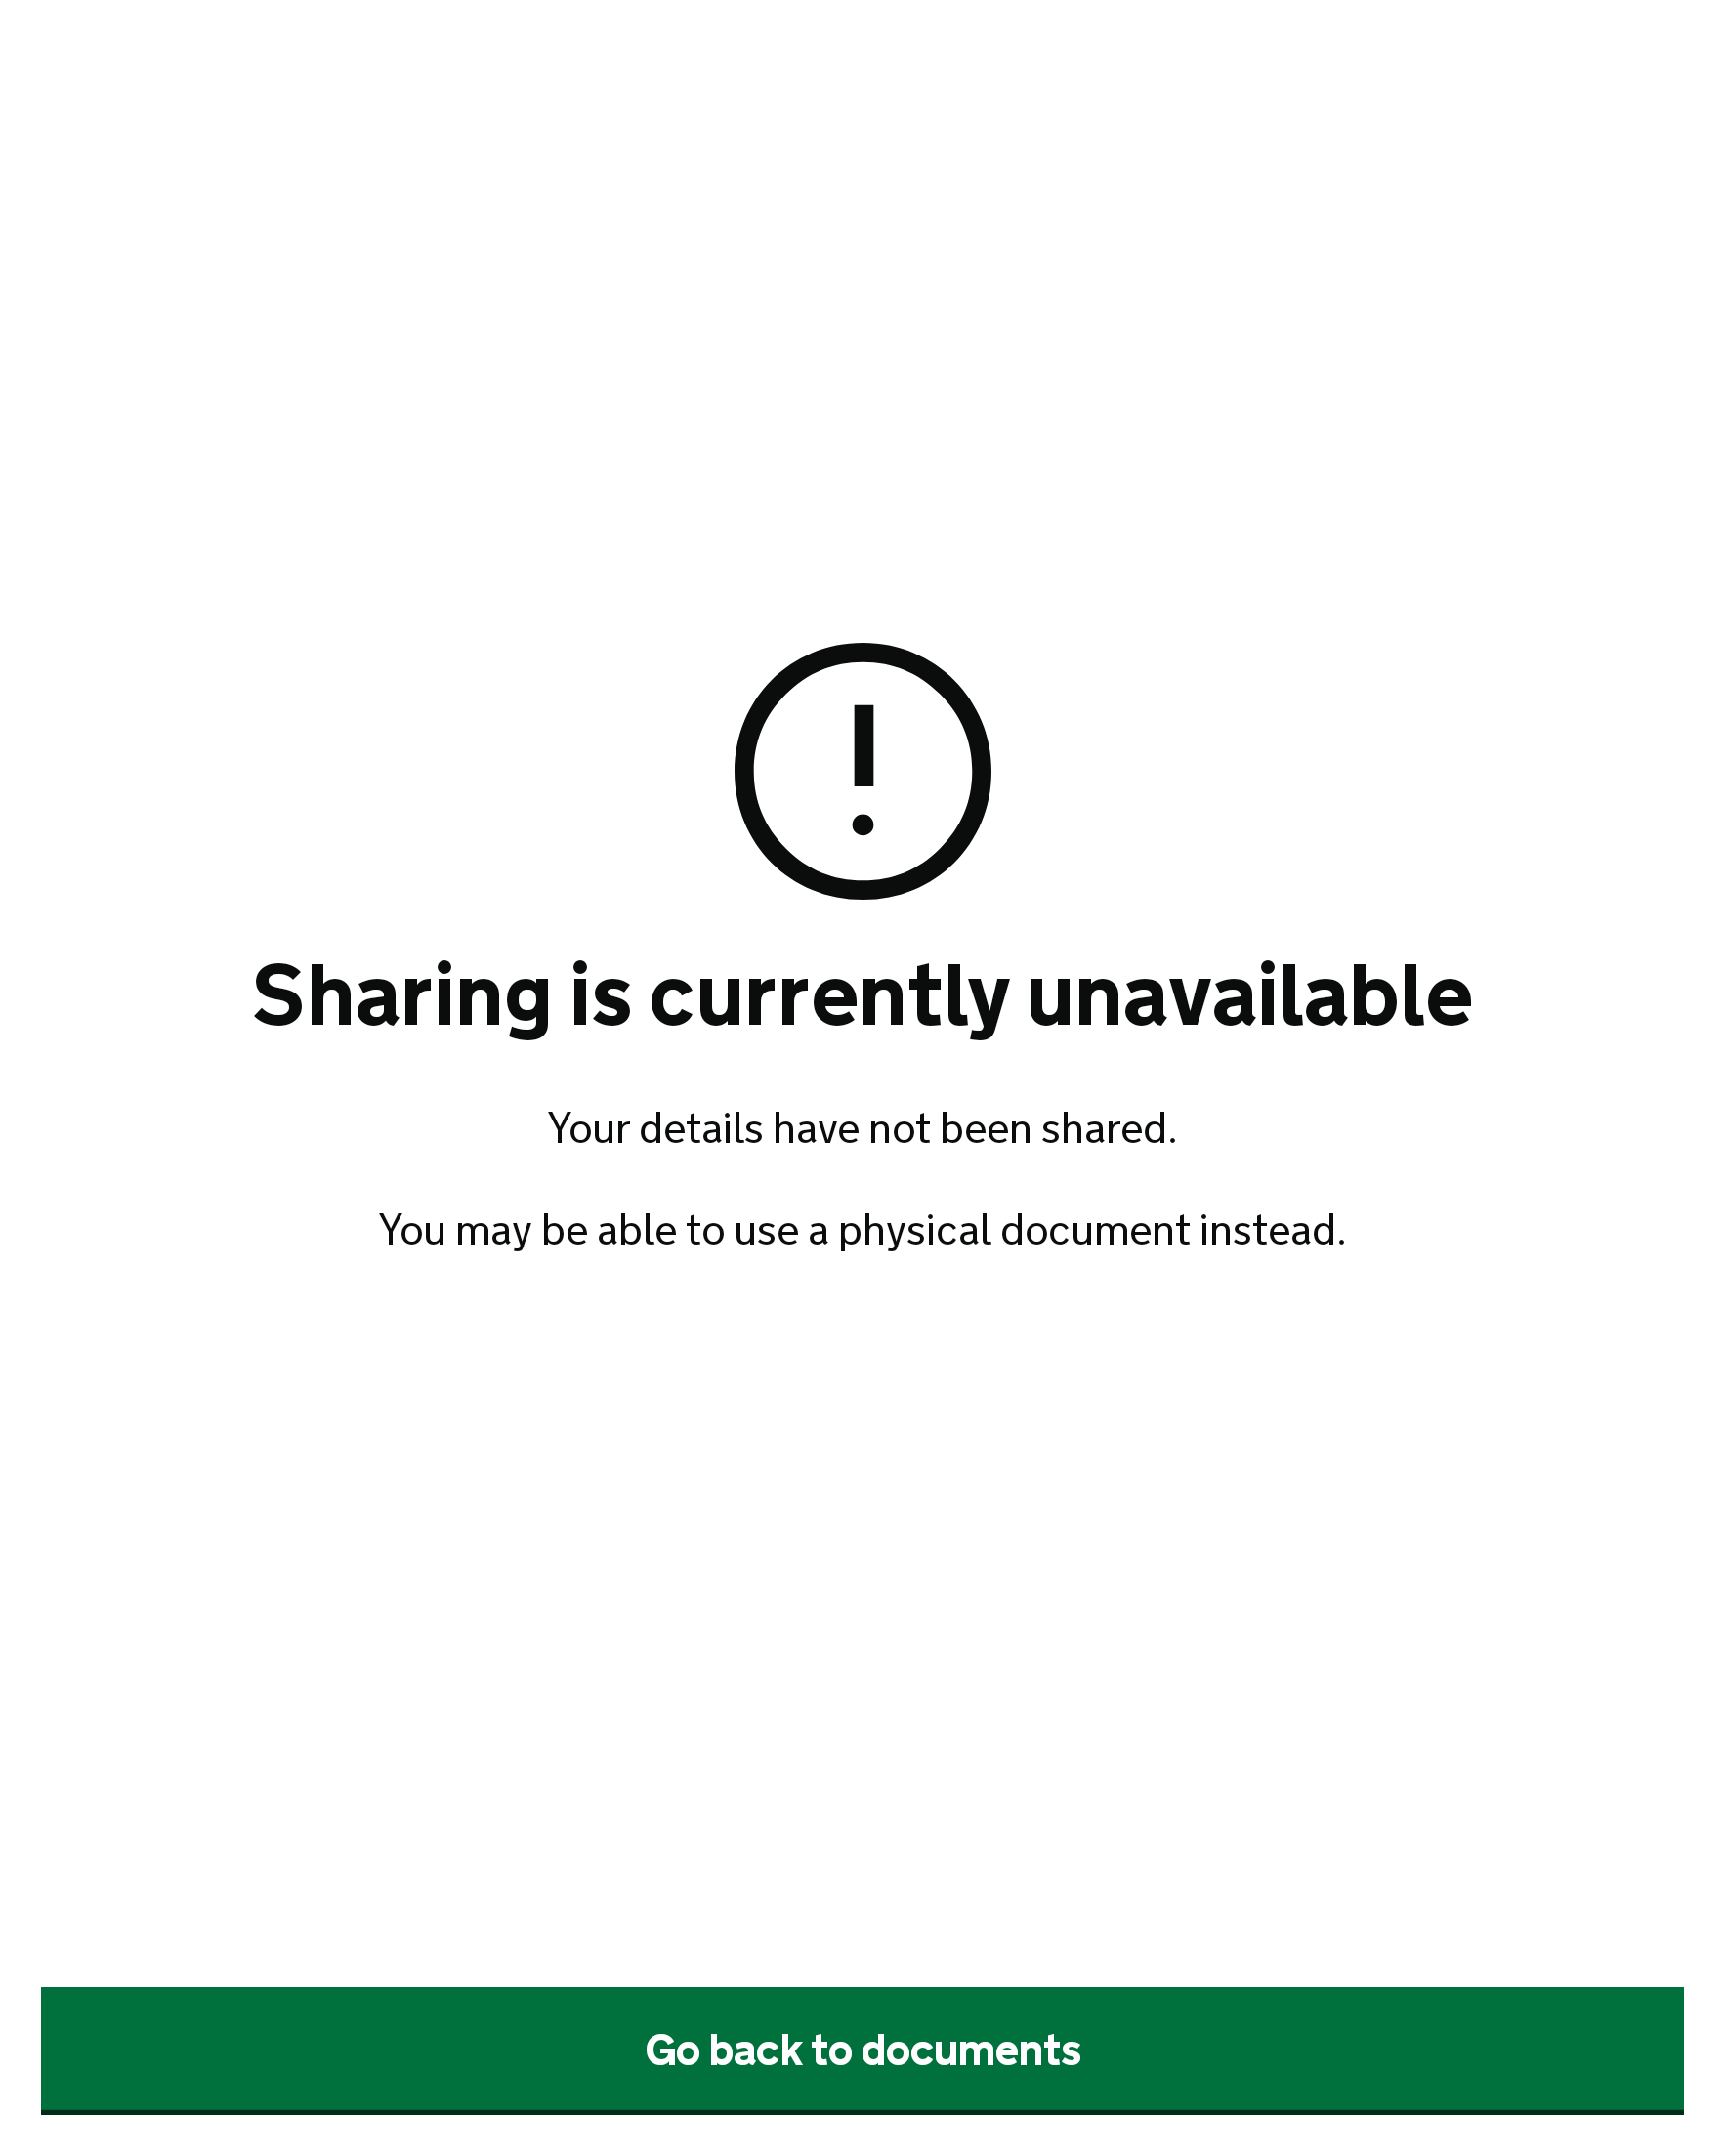 Sharing is currently unavailable
Your details have not been shared.
You may be able to use a physical document instead.
Go back to documents